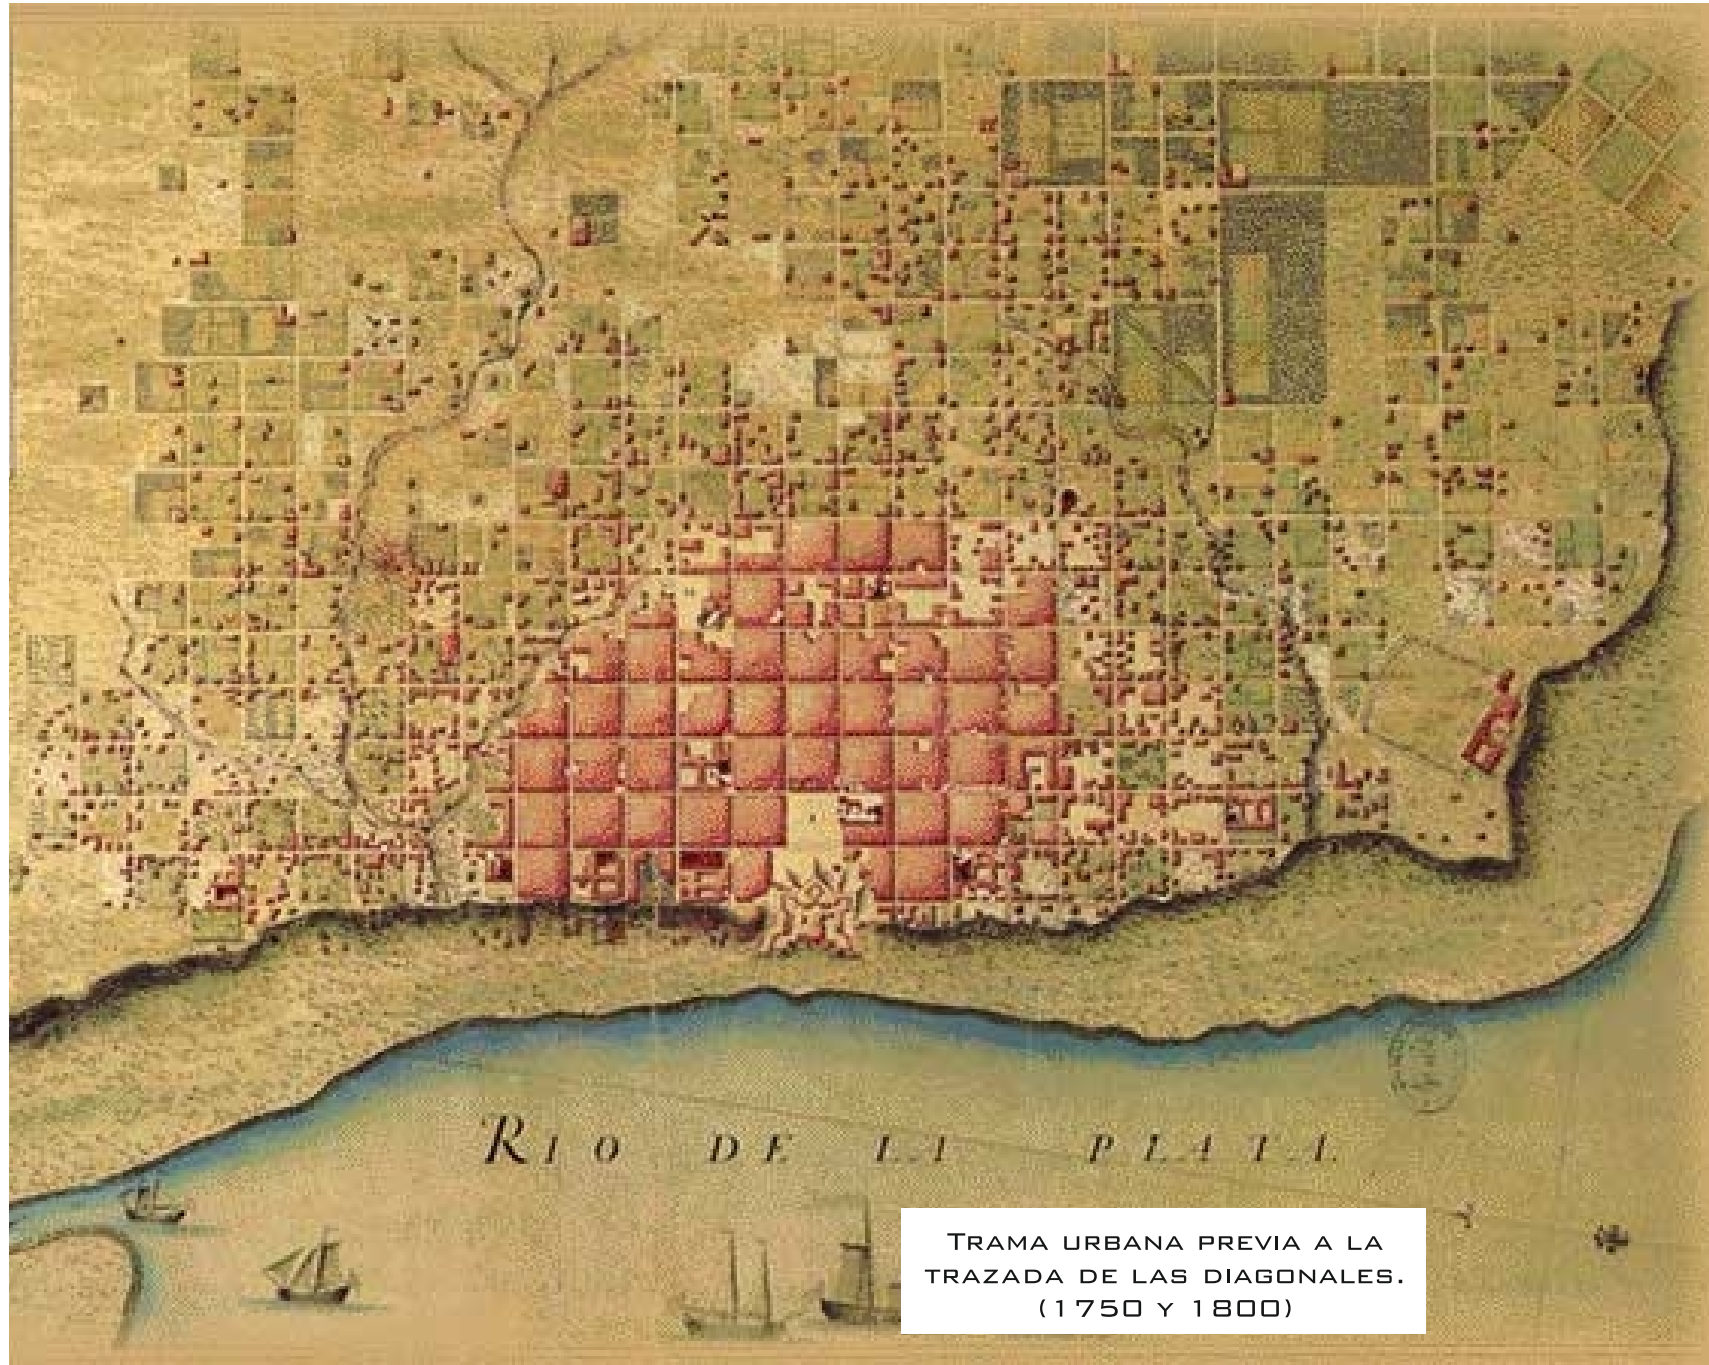 RIO DE LA PLATA.
TRAMA URBANA PREVIA A LA
TRAZADA DE LAS DIAGONALES.
(1750 Y 1800)